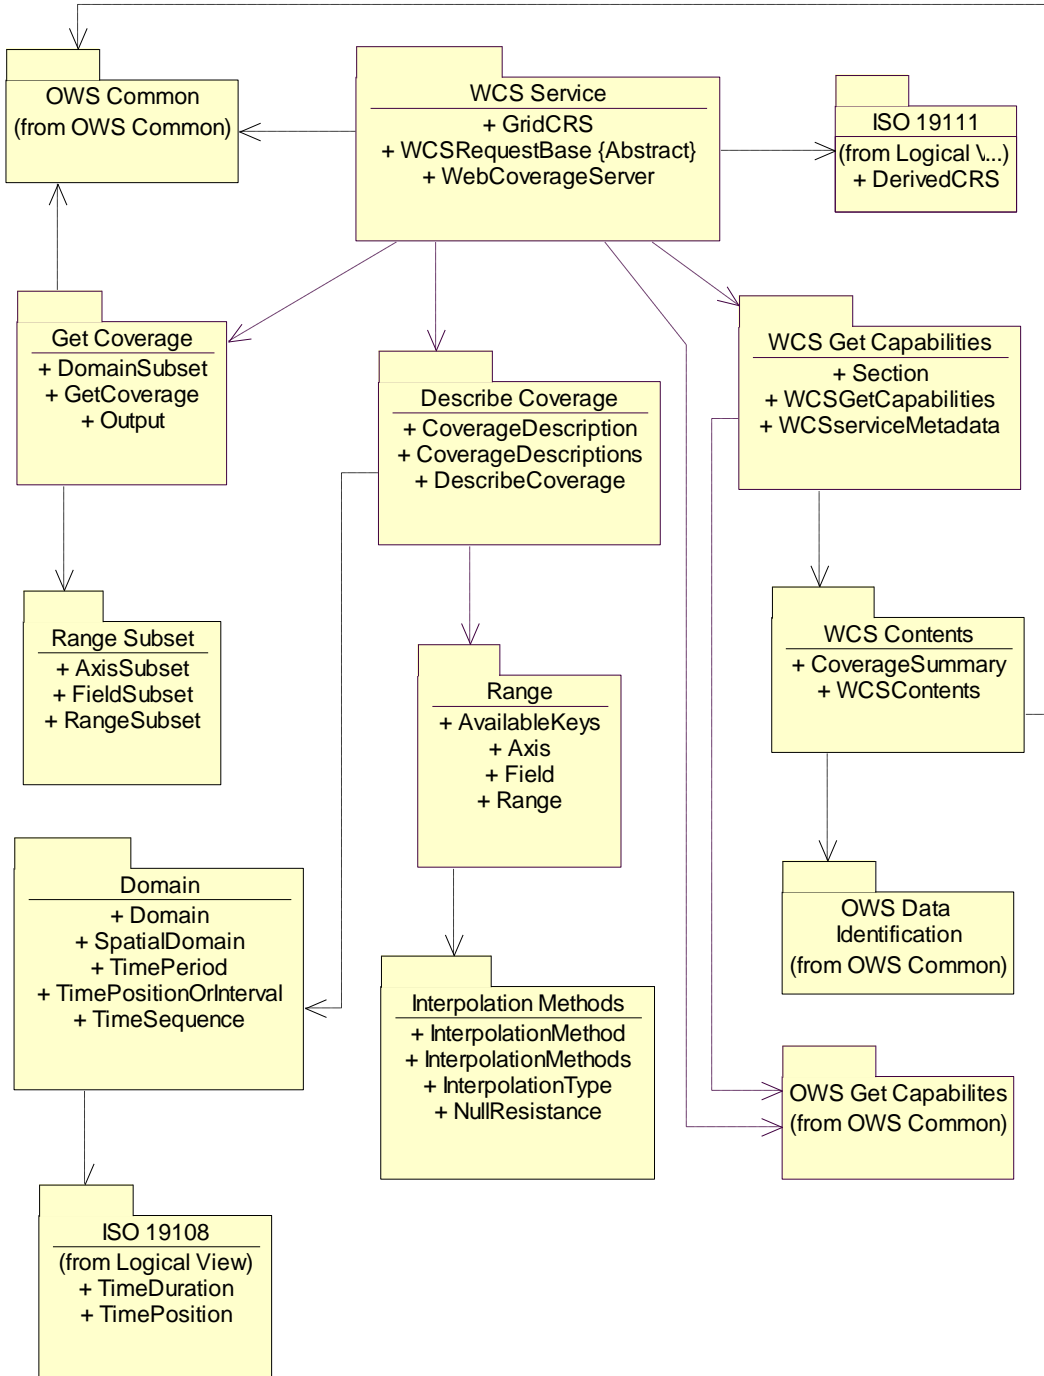 OWS Common
(from OWS Common)
WCS Service
+ GridCRS
+ WCSRequestBase {Abstract}
+ WebCoverageServer
ISO 19111
(from Logical \...)
+ DerivedCRS
Get Coverage
+ DomainSubset
+ GetCoverage
+ Output
Describe Coverage
+ CoverageDescription
+ CoverageDescriptions
+ DescribeCoverage
WCS Get Capabilities
+ Section
+ WCSGetCapabilities
+ WCSserviceMetadata
Range Subset
+ AxisSubset
+ FieldSubset
+ RangeSubset
Range
+ AvailableKeys
+ Axis
+ Field
+ Range
WCS Contents
+ CoverageSummary
+ WCSContents
Domain
+ Domain
+ SpatialDomain
+ TimePeriod
+ TimePositionOrInterval
+ TimeSequence
Interpolation Methods
+ InterpolationMethod
+ InterpolationMethods
+ InterpolationType
+ NullResistance
OWS Data
Identification
(from OWS Common)
OWS Get Capabilites
(from OWS Common)
ISO 19108
(from Logical View)
+ TimeDuration
+ TimePosition